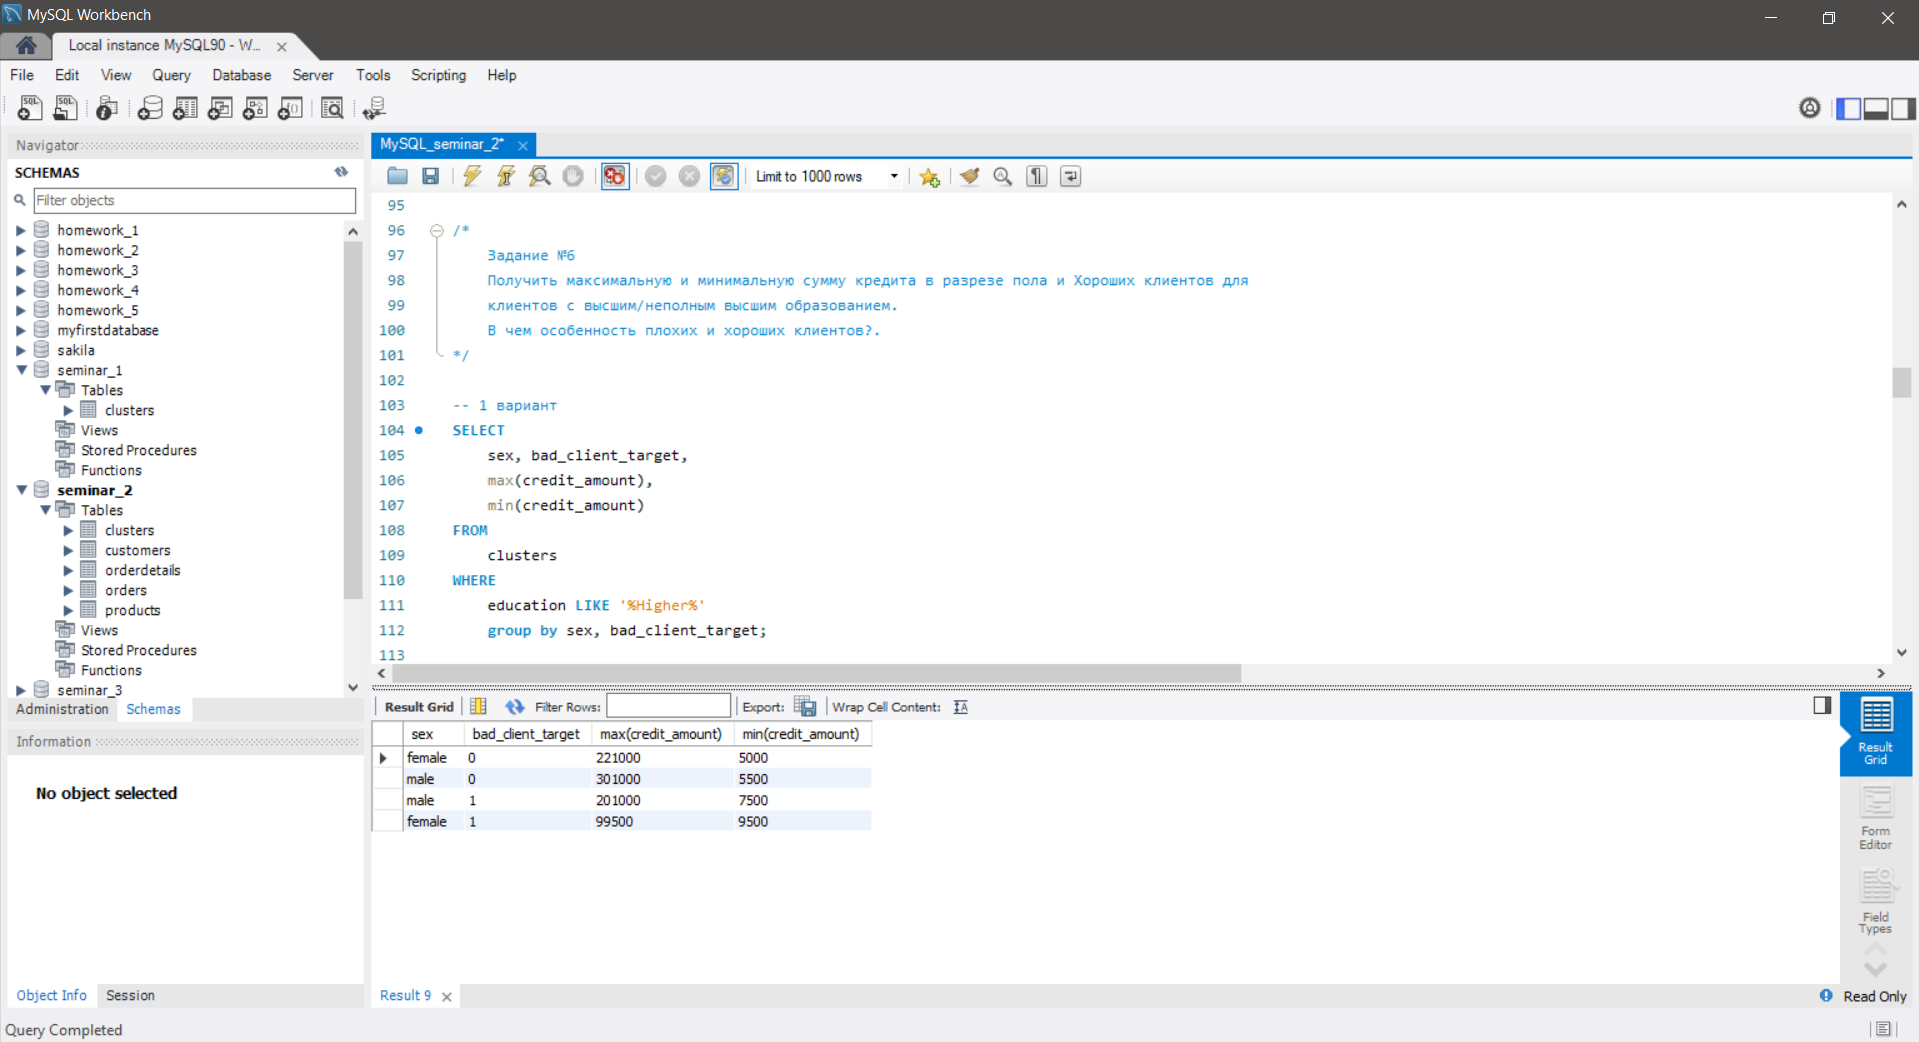 MySQL Workbench
Local instance MySQL90 - W...
File Edit View Query Database Server Tools Scripting Help
Navigator
SCHEMAS
Filter objects
homework_1
homework_2
homework_3
homework_4
homework_5
myfirstdatabase
sakila
seminar_1
Tables
clusters
Views
Stored Procedures
Functions
seminar_2
Tables
clusters
customers
orderdetails
orders
products
Views
Stored Procedures
Functions
seminar_3
Administration Schemas
Information
No object selected
Object Info Session
MySQL_seminar_2*
Limit to 1000 rows
95
96 /*
97 Задание №6
98 Получить максимальную и минимальную сумму кредита в разрезе пола и Хороших клиентов для
99 клиентов с высшим/неполным высшим образованием.
100 В чем особенность плохих и хороших клиентов?.
101 */
102
103 -- 1 вариант
104 SELECT
105 sex, bad_client_target,
106 max(credit_amount),
107 min(credit_amount)
108 FROM
109 clusters
110 WHERE
111 education LIKE '%Higher%'
112 group by sex, bad_client_target;
113
Result Grid Filter Rows: Export: Wrap Cell Content:
sex bad_client_target max(credit_amount) min(credit_amount)
female 0 221000 5000
male 0 301000 5500
male 1 201000 7500
female 1 99500 9500
Result
Grid
Form
Editor
Field
Types
Result 9
Read Only
Query Completed